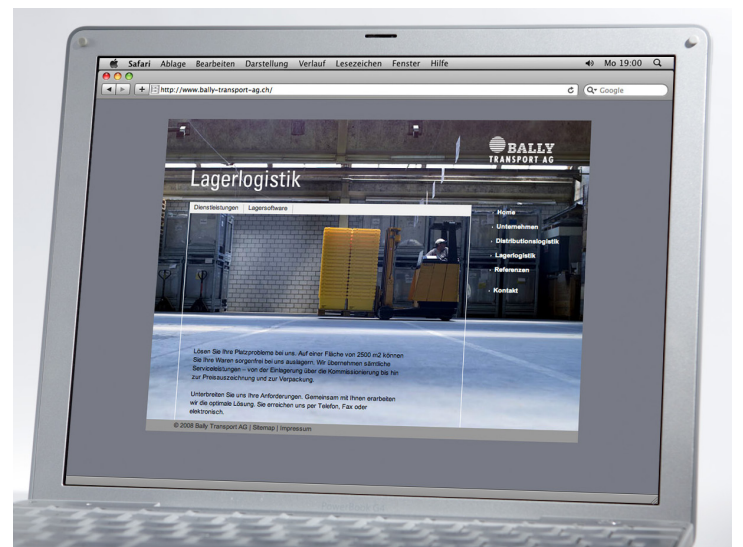 Safari Ablage Bearbeiten Darstellung Verlauf Lesezeichen Fenster Hilfe Mo 19:00
http://www.bally-transport-ag.ch/ Google
BALLY
TRANSPORT AG
Lagerlogistik
Dienstleistungen Lagersoftware
Home
Unternehmen
Distributionslogistik
Lagerlogistik
Referenzen
Kontakt
Lösen Sie Ihre Platzprobleme bei uns. Auf einer Fläche von 2500 m2 können
Sie Ihre Waren sorgenfrei bei uns auslagern. Wir übernehmen sämtliche
Serviceleistungen – von der Einlagerung über die Kommissionierung bis hin
zur Preisauszeichnung und zur Verpackung.
Unterbreiten Sie uns Ihre Anforderungen. Gemeinsam mit Ihnen erarbeiten
wir die optimale Lösung. Sie erreichen uns per Telefon, Fax oder
elektronisch.
© 2008 Bally Transport AG | Sitemap | Impressum